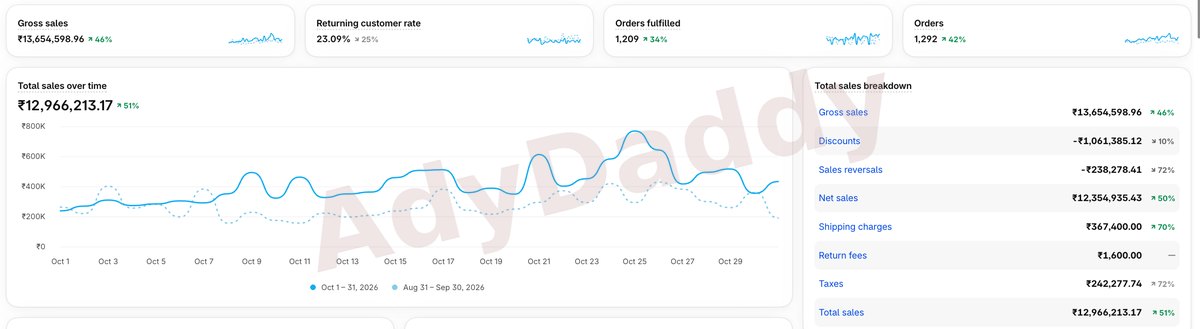 Gross sales
₹13,654,598.96 ↗ 46%
Returning customer rate
23.09% ↘ 25%
Orders fulfilled
1,209 ↗ 34%
Orders
1,292 ↗ 42%
Total sales over time
₹12,966,213.17 ↗ 51%
₹800K
₹600K
₹400K
₹200K
₹0
Oct 1 Oct 3 Oct 5 Oct 7 Oct 9 Oct 11 Oct 13 Oct 15 Oct 17 Oct 19 Oct 21 Oct 23 Oct 25 Oct 27 Oct 29
Oct 1 – 31, 2026 Aug 31 – Sep 30, 2026
Total sales breakdown
Gross sales ₹13,654,598.96 ↗ 46%
Discounts -₹1,061,385.12 ↘ 10%
Sales reversals -₹238,278.41 ↘ 72%
Net sales ₹12,354,935.43 ↗ 50%
Shipping charges ₹367,400.00 ↗ 70%
Return fees ₹1,600.00 —
Taxes ₹242,277.74 ↗ 72%
Total sales ₹12,966,213.17 ↗ 51%
AdyDaddy